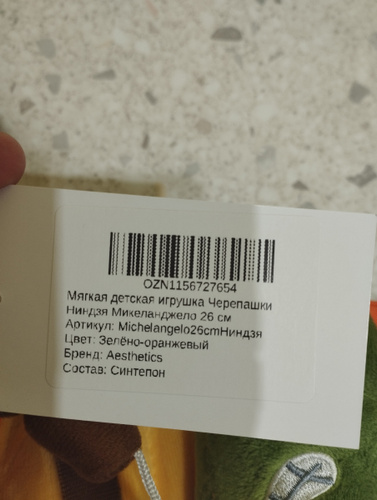 OZN1156727654
Мягкая детская игрушка Черепашки
Ниндзя Микеланджело 26 см
Артикул: Michelangelo26cmНиндзя
Цвет: Зелёно-оранжевый
Бренд: Aesthetics
Состав: Синтепон